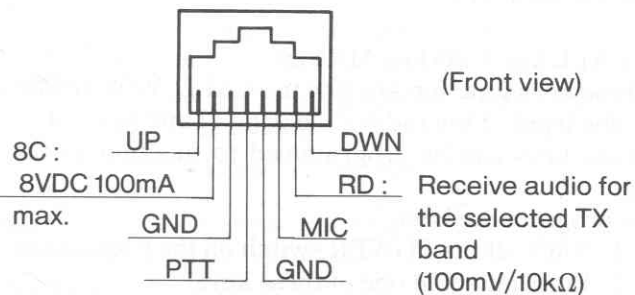 (Front view)
UP DWN
8C :
8VDC 100mA RD : Receive audio for
max. the selected TX
GND MIC band
PTT GND (100mV/10kΩ)